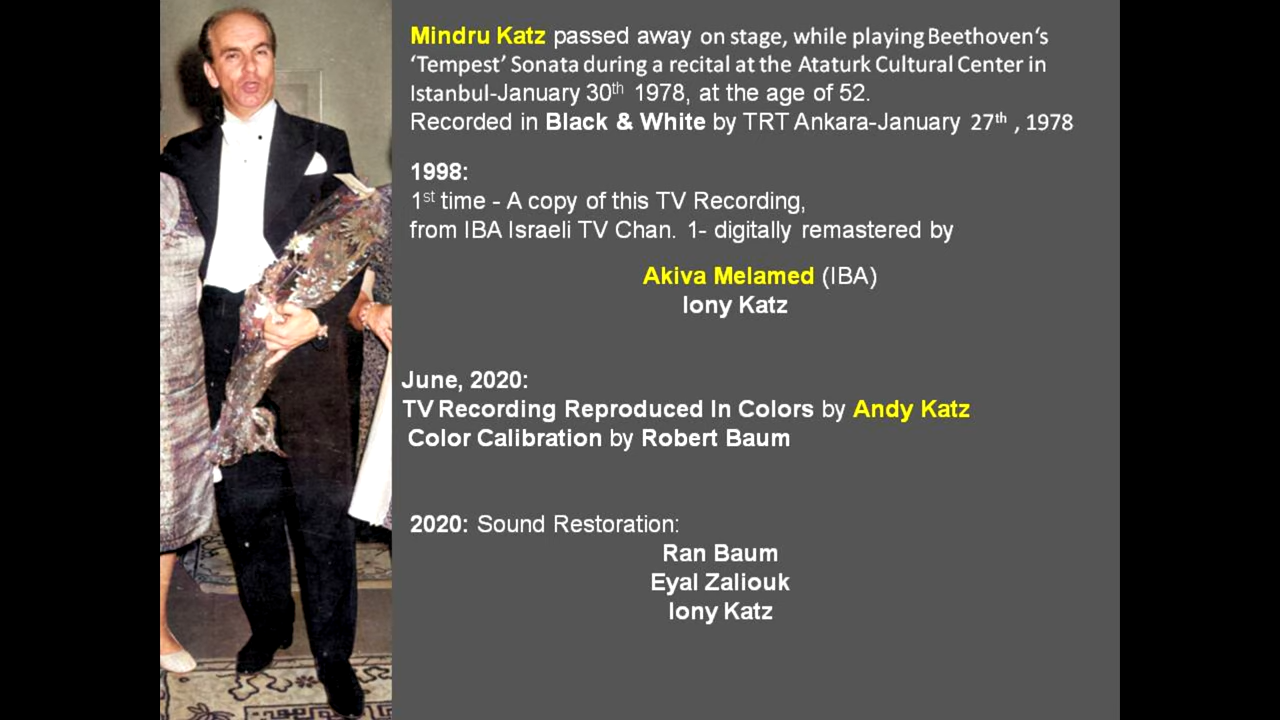 Mindru Katz passed away on stage, while playing Beethoven‘s
‘Tempest’ Sonata during a recital at the Ataturk Cultural Center in
Istanbul-January 30th 1978, at the age of 52.
Recorded in Black & White by TRT Ankara-January 27th , 1978
1998:
1st time - A copy of this TV Recording,
from IBA Israeli TV Chan. 1- digitally remastered by
Akiva Melamed (IBA)
Iony Katz
June, 2020:
TV Recording Reproduced In Colors by Andy Katz
Color Calibration by Robert Baum
2020: Sound Restoration:
Ran Baum
Eyal Zaliouk
Iony Katz